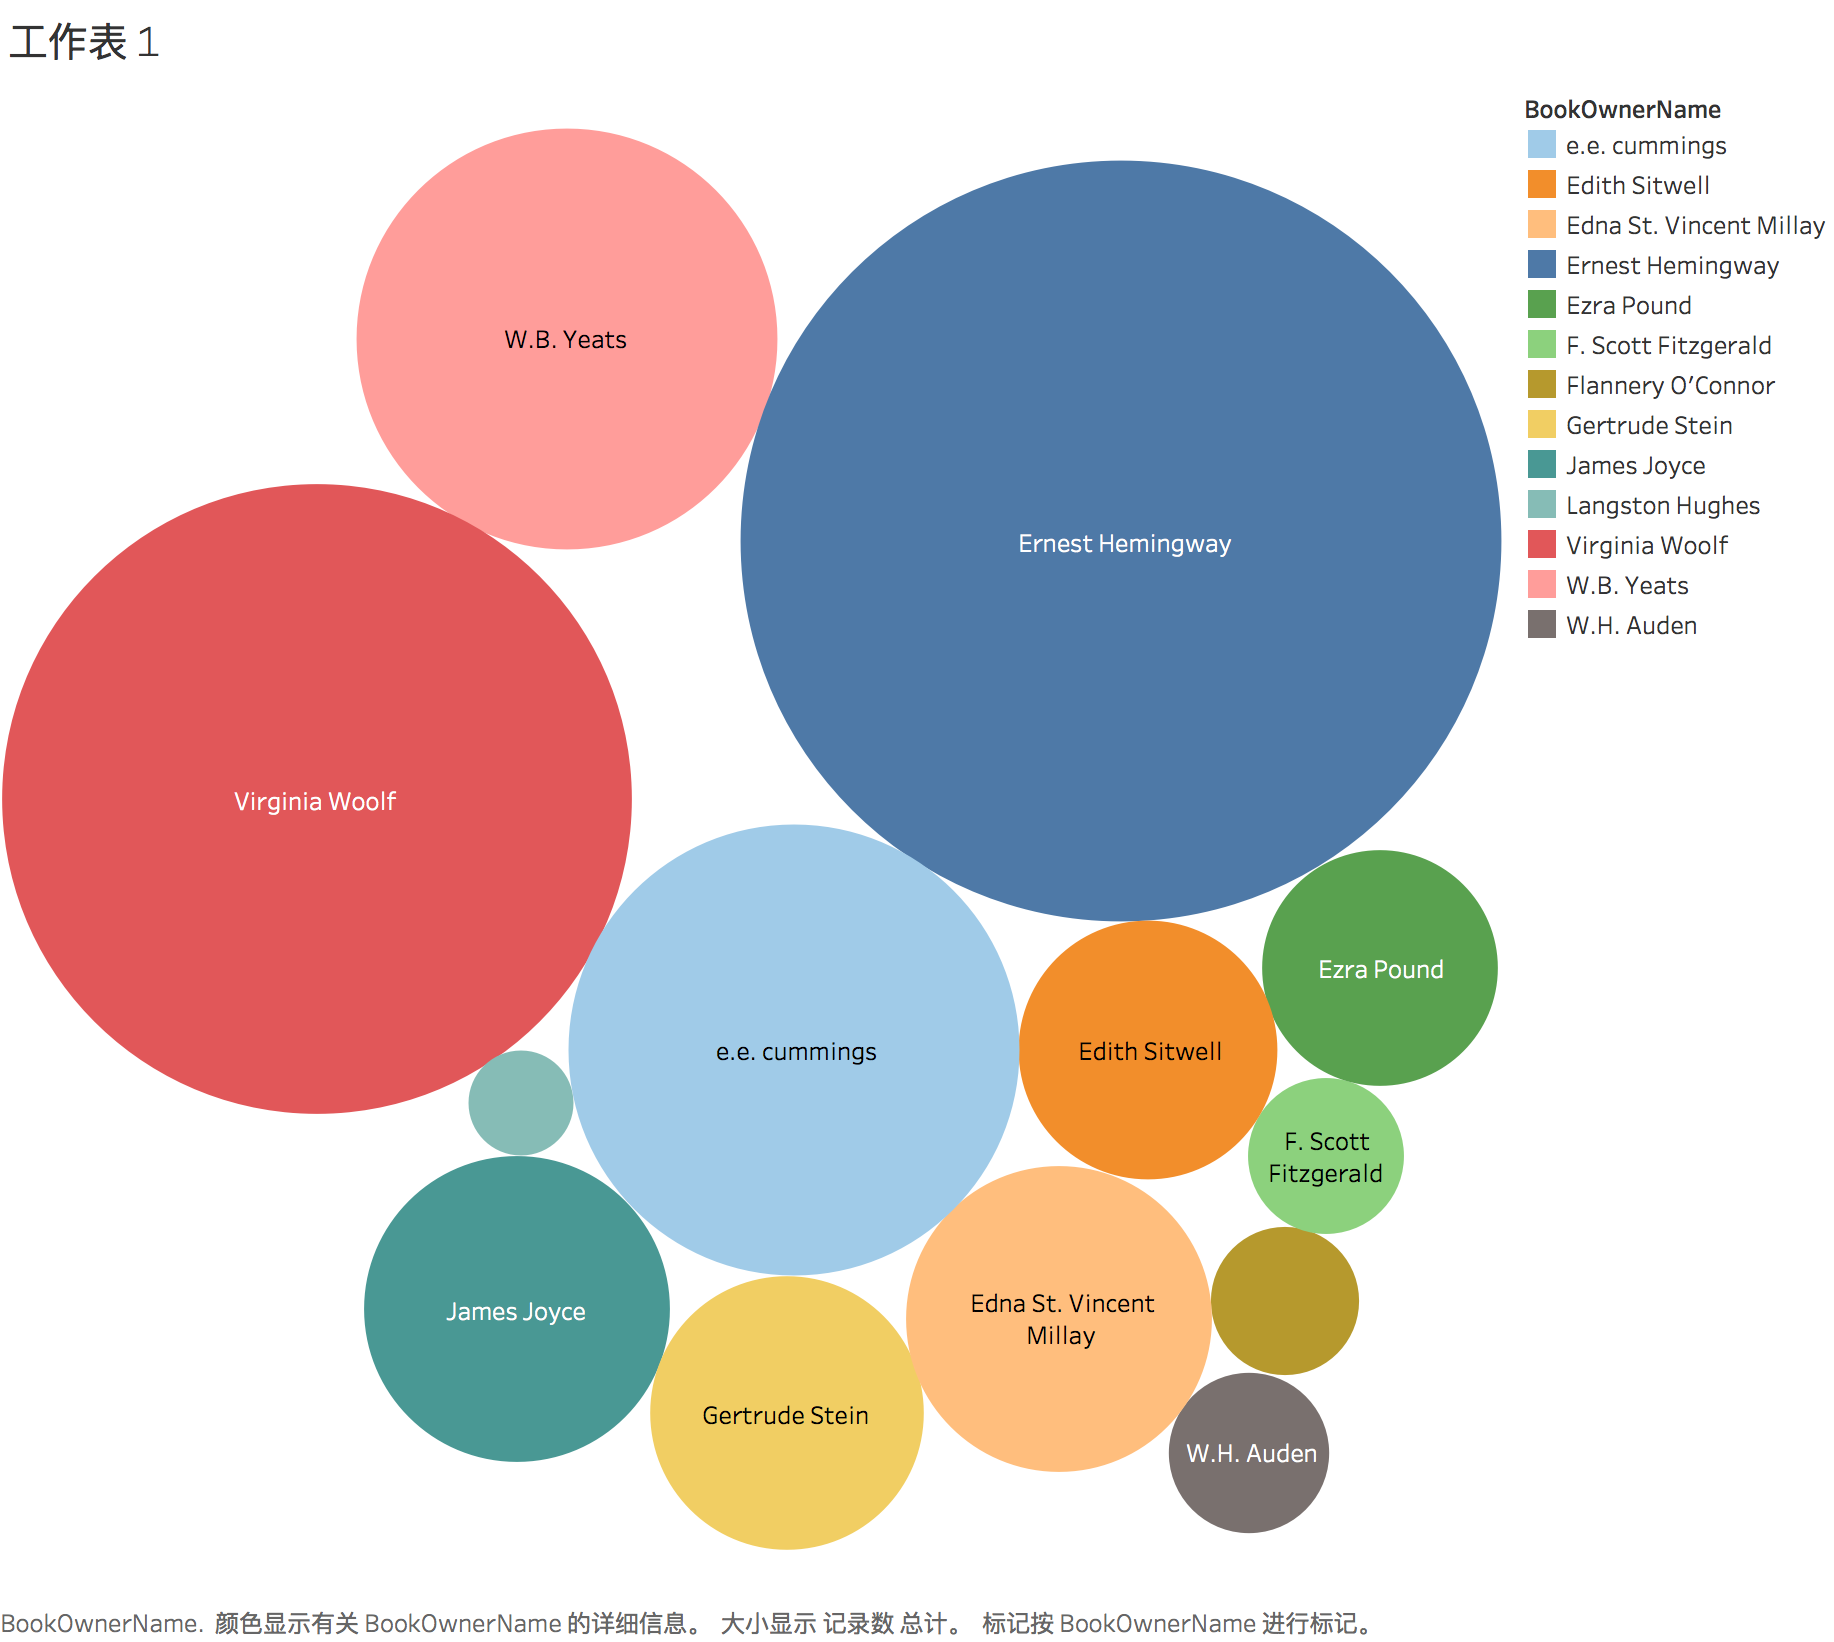 工作表 1
BookOwnerName
e.e. cummings
Edith Sitwell
Edna St. Vincent Millay
Ernest Hemingway
Ezra Pound
F. Scott Fitzgerald
Flannery O’Connor
Gertrude Stein
James Joyce
Langston Hughes
Virginia Woolf
W.B. Yeats
W.H. Auden
W.B. Yeats
Ernest Hemingway
Virginia Woolf
Ezra Pound
e.e. cummings
Edith Sitwell
F. Scott
Fitzgerald
James Joyce
Edna St. Vincent
Millay
Gertrude Stein
W.H. Auden
BookOwnerName. 颜色显示有关 BookOwnerName 的详细信息。 大小显示 记录数 总计。 标记按 BookOwnerName 进行标记。